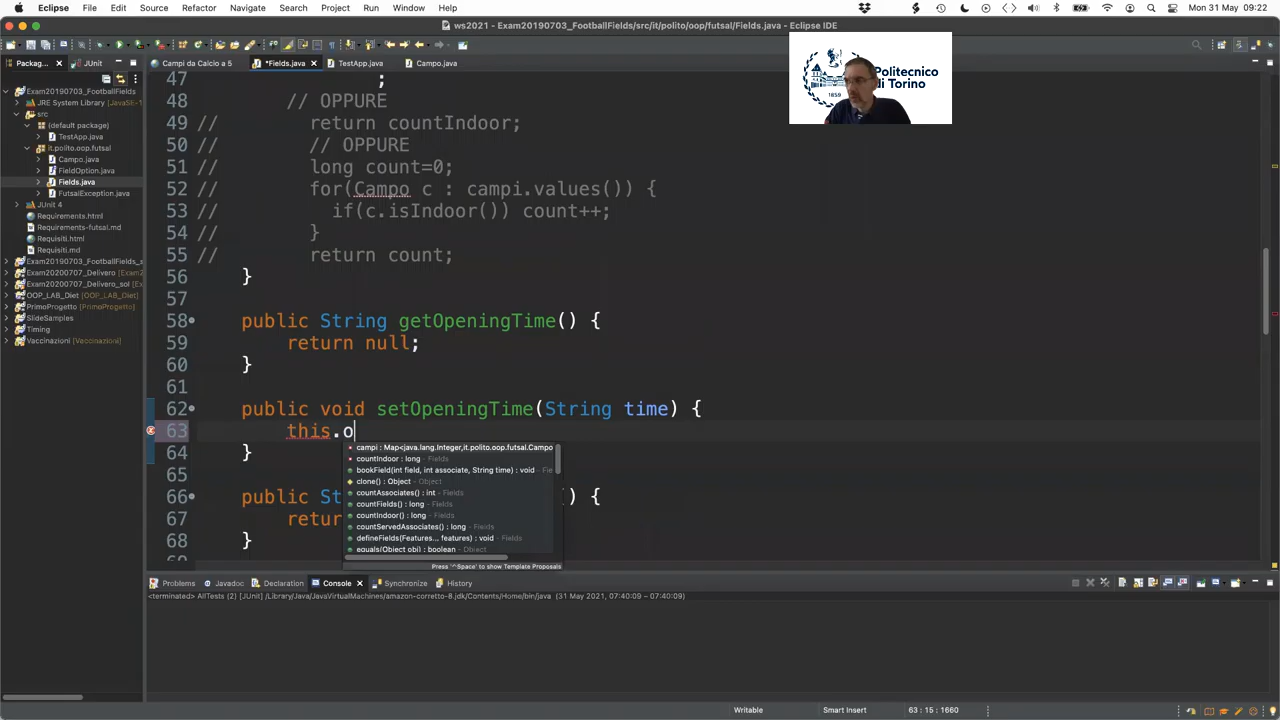 Eclipse File Edit Source Refactor Navigate Search Project Run Window Help Mon 31 May 09:22
ws2021 - Exam20190703_FootballFields/src/it/polito/oop/futsal/Fields.java - Eclipse IDE
Packag... JUnit
Campi da Calcio a 5 *Fields.java TestApp.java Campo.java
Politecnico
di Torino
1859
Exam20190703_FootballFields
JRE System Library [JavaSE-1
src
(default package)
TestApp.java
it.polito.oop.futsal
Campo.java
FieldOption.java
Fields.java
FutsalException.java
JUnit 4
Requirements.html
Requirements-futsal.md
Requisiti.html
Requisiti.md
Exam20190703_FootballFields_s
Exam20200707_Delivero [Exam2
Exam20200707_Delivero_sol [Ex
OOP_LAB_Diet [OOP_LAB_Diet
PrimoProgetto [PrimoProgetto
SlideSamples
Timing
Vaccinazioni [Vaccinazioni
47 ;
48 // OPPURE
49 // return countIndoor;
50 // // OPPURE
51 // long count=0;
52 // for(Campo c : campi.values()) {
53 // if(c.isIndoor()) count++;
54 // }
55 // return count;
56 }
57
58 public String getOpeningTime() {
59 return null;
60 }
61
62 public void setOpeningTime(String time) {
63 this.o
64 }
65
66 public St () {
67 retur
68 }
campi : Map<java.lang.Integer,it.polito.oop.futsal.Campo
countIndoor : long - Fields
bookField(int field, int associate, String time) : void - Fie
clone() : Object - Object
countAssociates() : int - Fields
countFields() : long - Fields
countIndoor() : long - Fields
countServedAssociates() : long - Fields
defineFields(Features... features) : void - Fields
equals(Object obj) : boolean - Object
Press '^Space' to show Template Proposals
Problems Javadoc Declaration Console Synchronize History
<terminated> AllTests (2) [JUnit] /Library/Java/JavaVirtualMachines/amazon-corretto-8.jdk/Contents/Home/bin/java (31 May 2021, 07:40:09 – 07:40:09)
Writable Smart Insert 63 : 15 : 1660